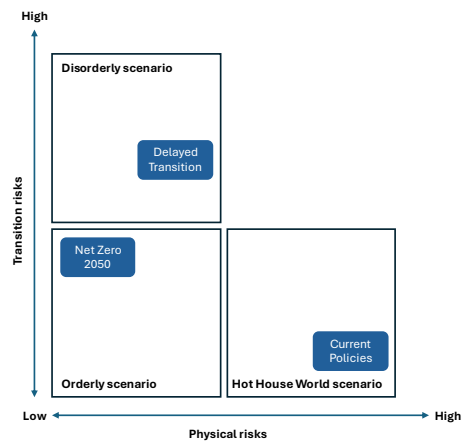 High
Disorderly scenario
Delayed
Transition
Transition risks
Net Zero
2050
Current
Policies
Orderly scenario
Hot House World scenario
Low
High
Physical risks